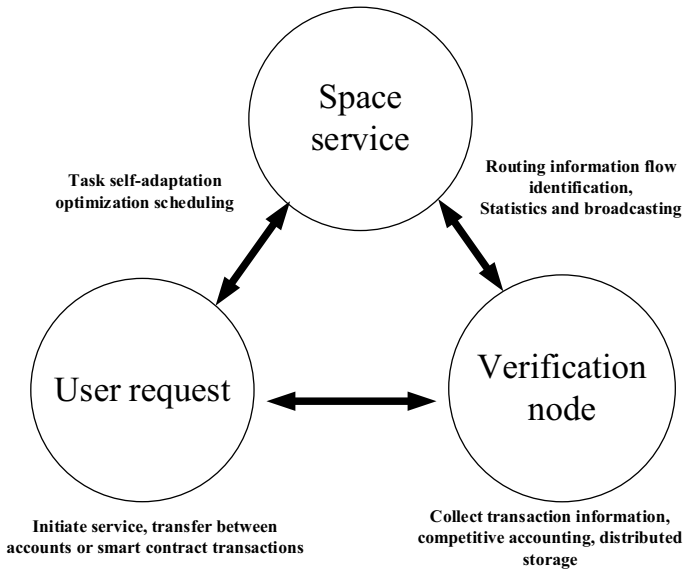 Space
service
Task self-adaptation
optimization scheduling
Routing information flow
identification,
Statistics and broadcasting
User request
Verification
node
Initiate service, transfer between
accounts or smart contract transactions
Collect transaction information,
competitive accounting, distributed
storage